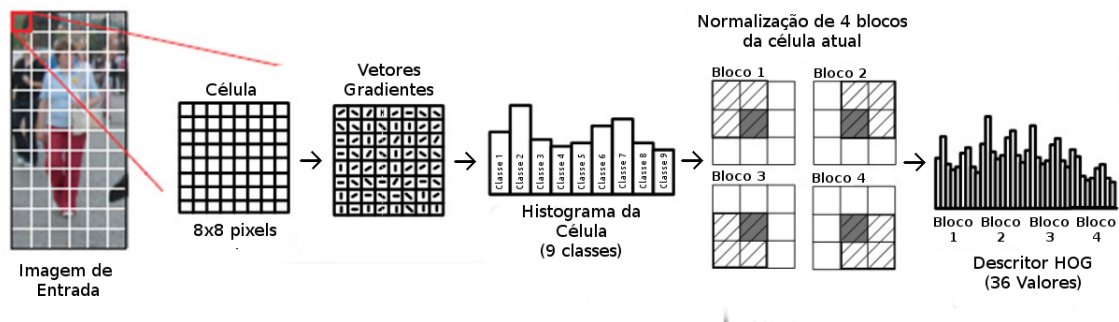 Imagem de
Entrada
Célula
8x8 pixels
Vetores
Gradientes
Classe 1
Classe 2
Classe 3
Classe 4
Classe 5
Classe 6
Classe 7
Classe 8
Classe 9
Histograma da
Célula
(9 classes)
Normalização de 4 blocos
da célula atual
Bloco 1
Bloco 2
Bloco 3
Bloco 4
Bloco
1
Bloco
2
Bloco
3
Bloco
4
Descritor HOG
(36 Valores)